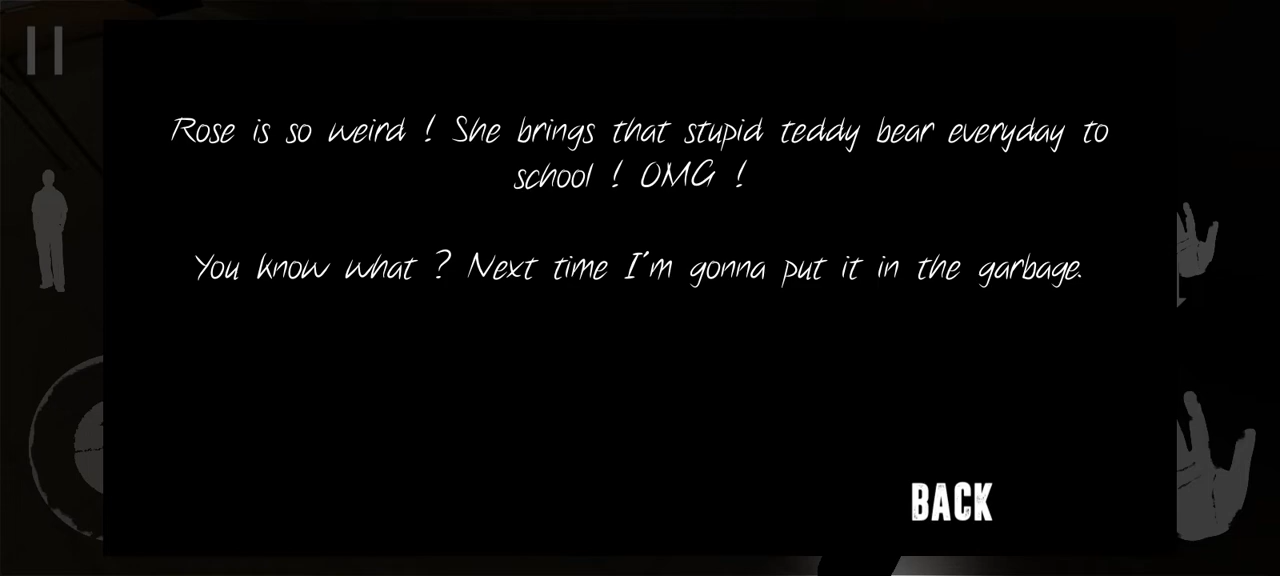 Rose is so weird ! She brings that stupid teddy bear everyday to
school ! OMG !
You know what ? Next time I'm gonna put it in the garbage.
BACK